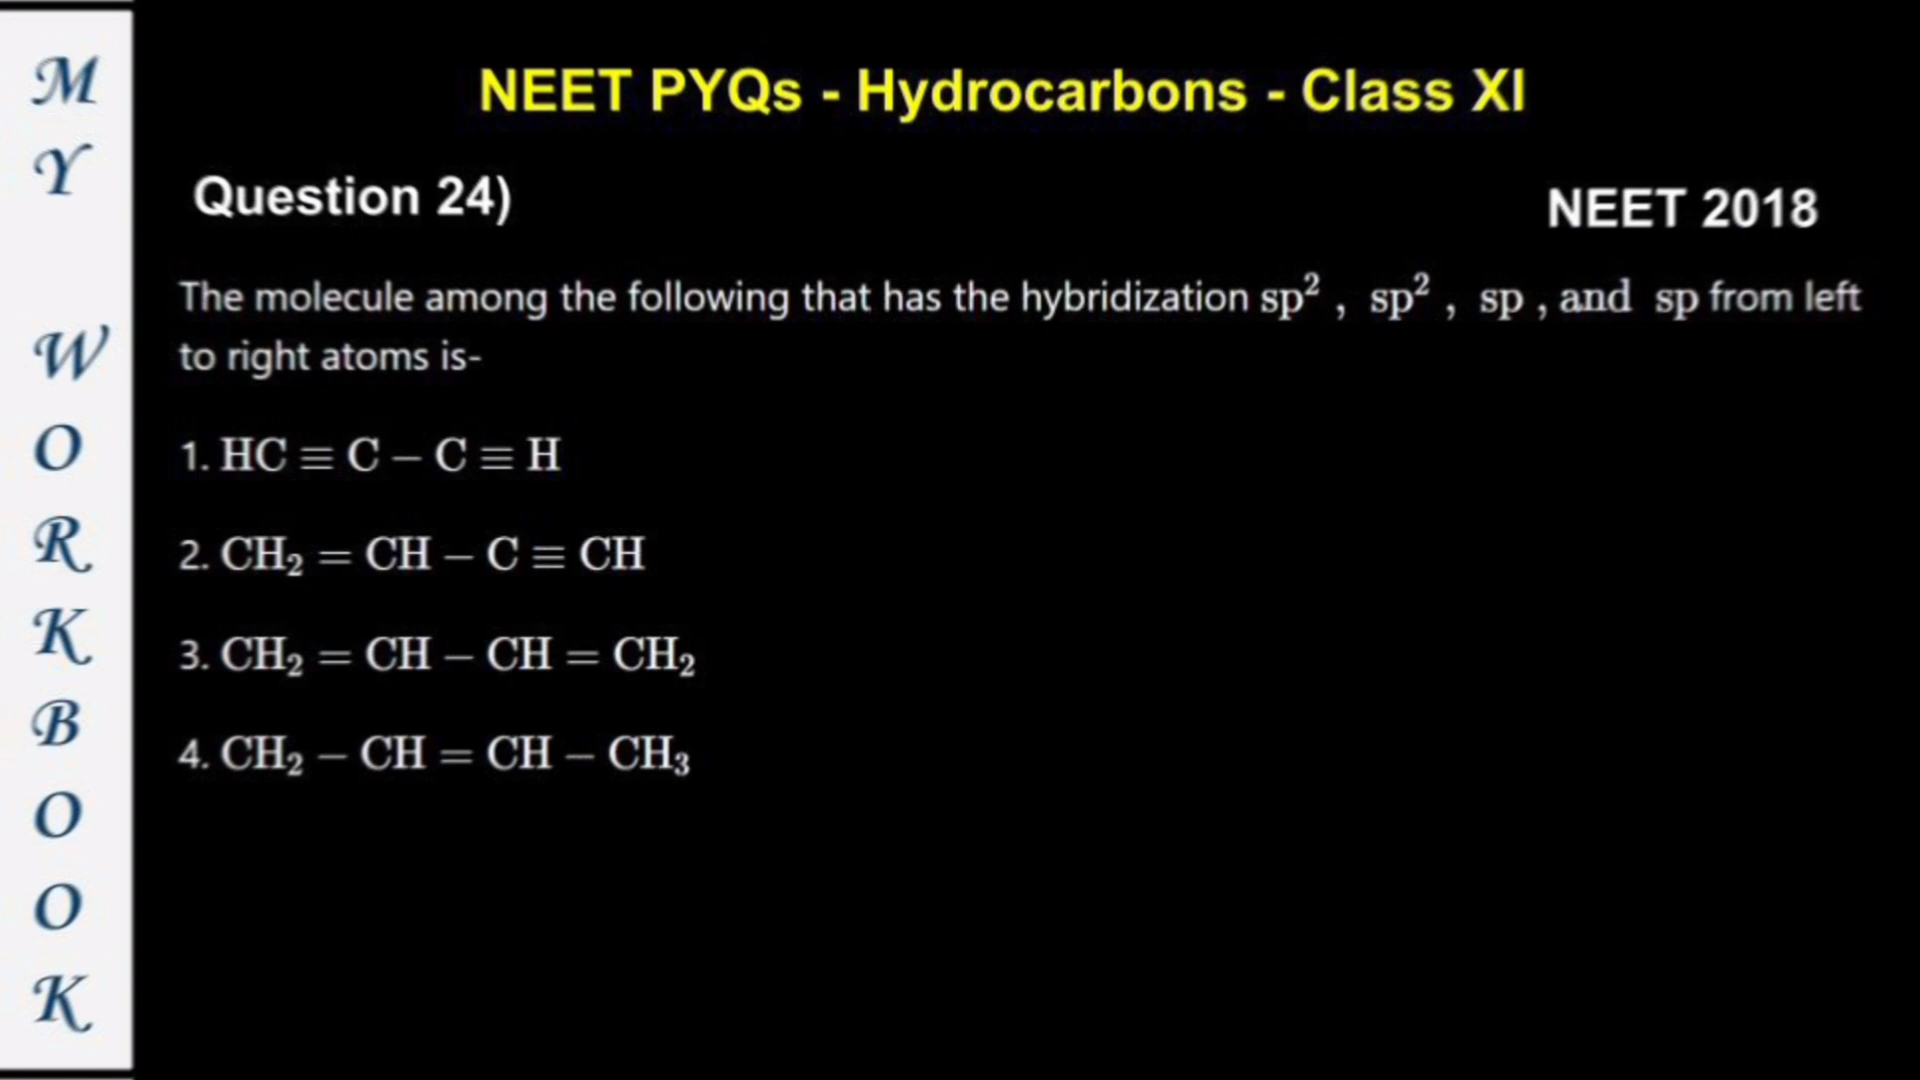 MY WORKBOOK
NEET PYQs - Hydrocarbons - Class XI
Question 24)
NEET 2018
The molecule among the following that has the hybridization sp² , sp² , sp , and sp from left
to right atoms is-
1. HC ≡ C − C ≡ H
2. CH₂ = CH − C ≡ CH
3. CH₂ = CH − CH = CH₂
4. CH₂ − CH = CH − CH₃